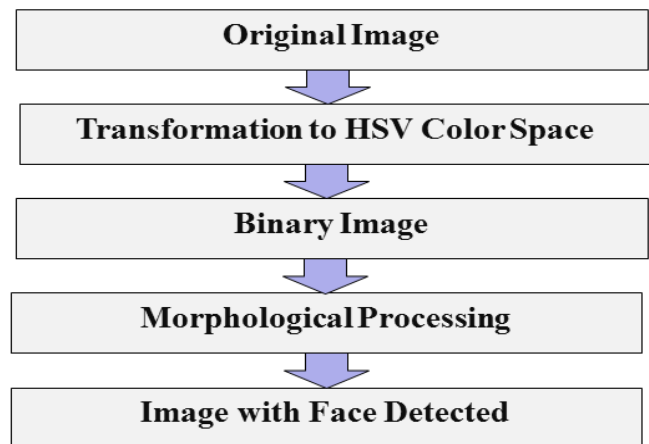 Original Image
Transformation to HSV Color Space
Binary Image
Morphological Processing
Image with Face Detected